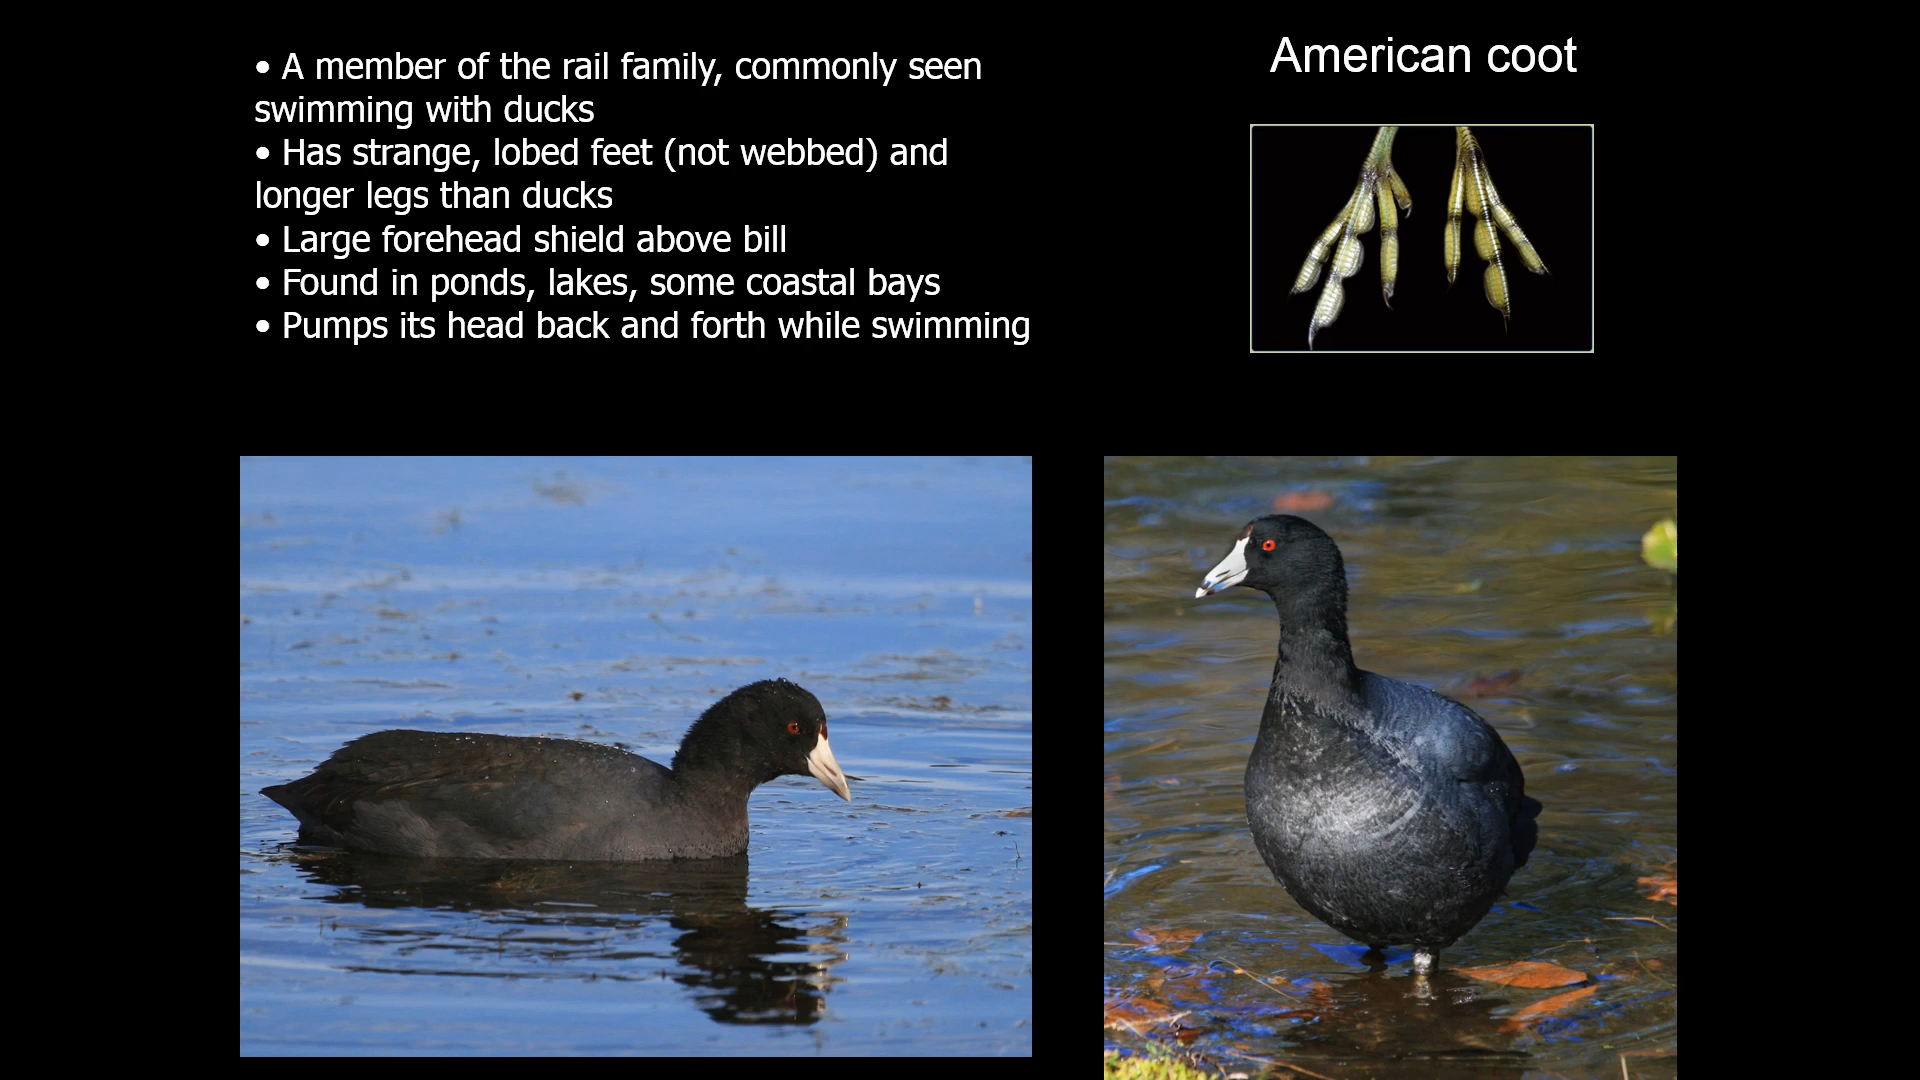 • A member of the rail family, commonly seen
swimming with ducks
• Has strange, lobed feet (not webbed) and
longer legs than ducks
• Large forehead shield above bill
• Found in ponds, lakes, some coastal bays
• Pumps its head back and forth while swimming
American coot